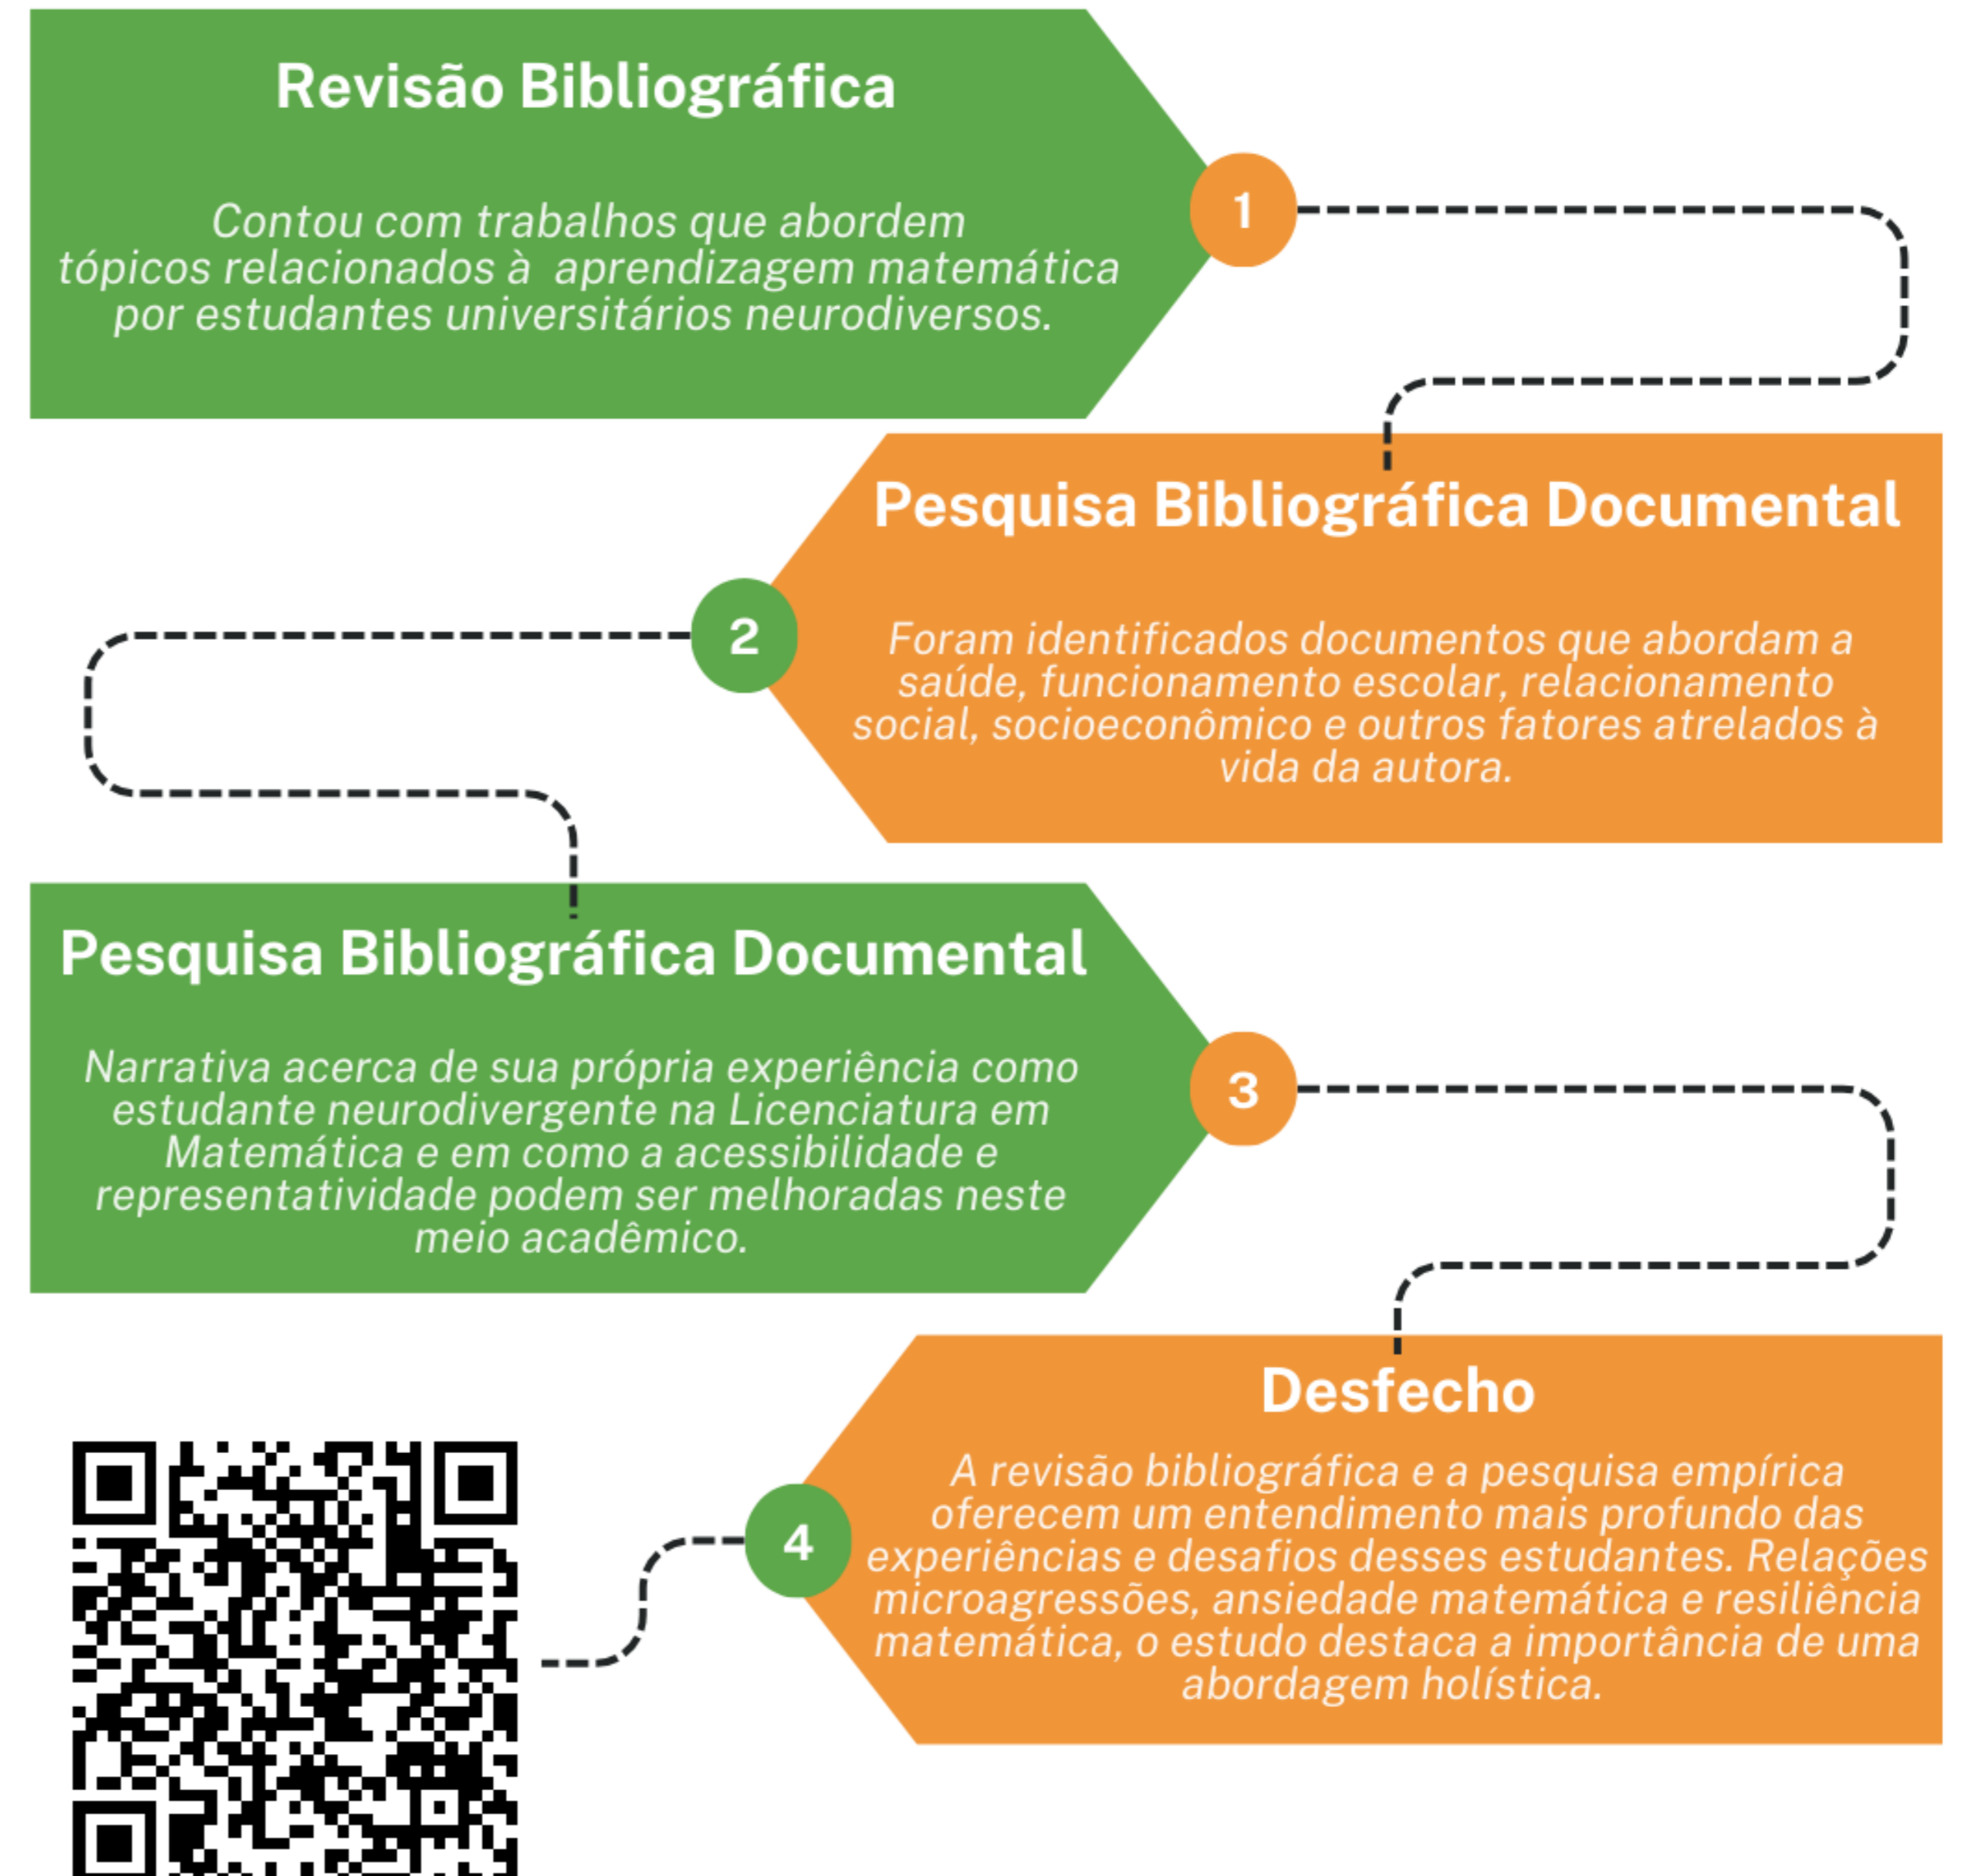 Revisão Bibliográfica
Contou com trabalhos que abordem
tópicos relacionados à aprendizagem matemática
por estudantes universitários neurodiversos.
1
Pesquisa Bibliográfica Documental
2
Foram identificados documentos que abordam a
saúde, funcionamento escolar, relacionamento
social, socioeconômico e outros fatores atrelados à
vida da autora.
Pesquisa Bibliográfica Documental
Narrativa acerca de sua própria experiência como
estudante neurodivergente na Licenciatura em
Matemática e em como a acessibilidade e
representatividade podem ser melhoradas neste
meio acadêmico.
3
Desfecho
4
A revisão bibliográfica e a pesquisa empírica
oferecem um entendimento mais profundo das
experiências e desafios desses estudantes. Relações
microagressões, ansiedade matemática e resiliência
matemática, o estudo destaca a importância de uma
abordagem holística.